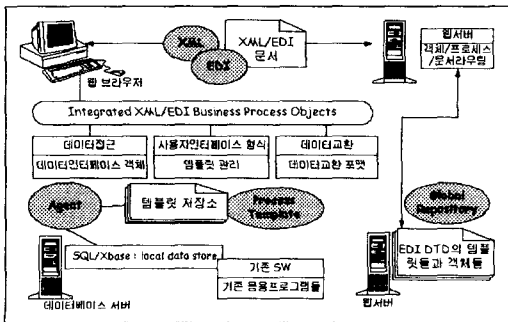 XML
EDI
XML/EDI
문서
웹 브라우저
웹서버
객체/프로세스
/문서라우팅
Integrated XML/EDI Business Process Objects
데이터접근
데이터인터페이스 객체
사용자인터페이스 형식
템플릿 관리
데이터교환
데이터교환 포맷
Agent
템플릿 저장소
Process
Template
Global
Repository
SQL/Xbase : local data store
기존 SW
기존 응용프로그램들
EDI DTD의 템플
릿들과 객체들
데이터베이스 서버
웹서버